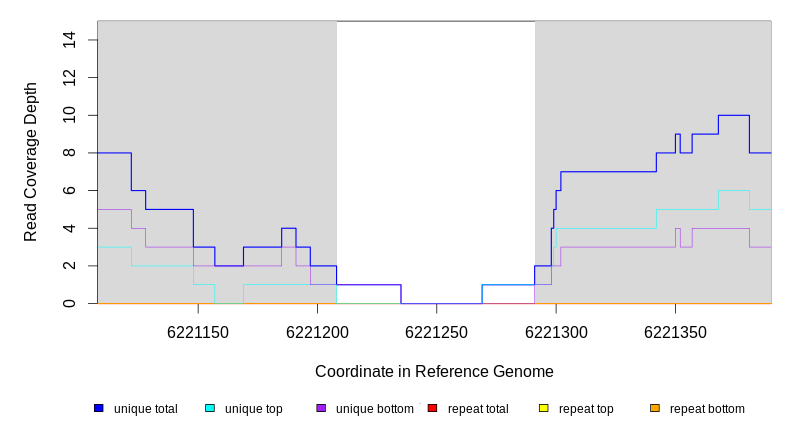 Read Coverage Depth
14
12
10
8
6
4
2
0
6221150 6221200 6221250 6221300 6221350
Coordinate in Reference Genome
unique total unique top unique bottom repeat total repeat top repeat bottom